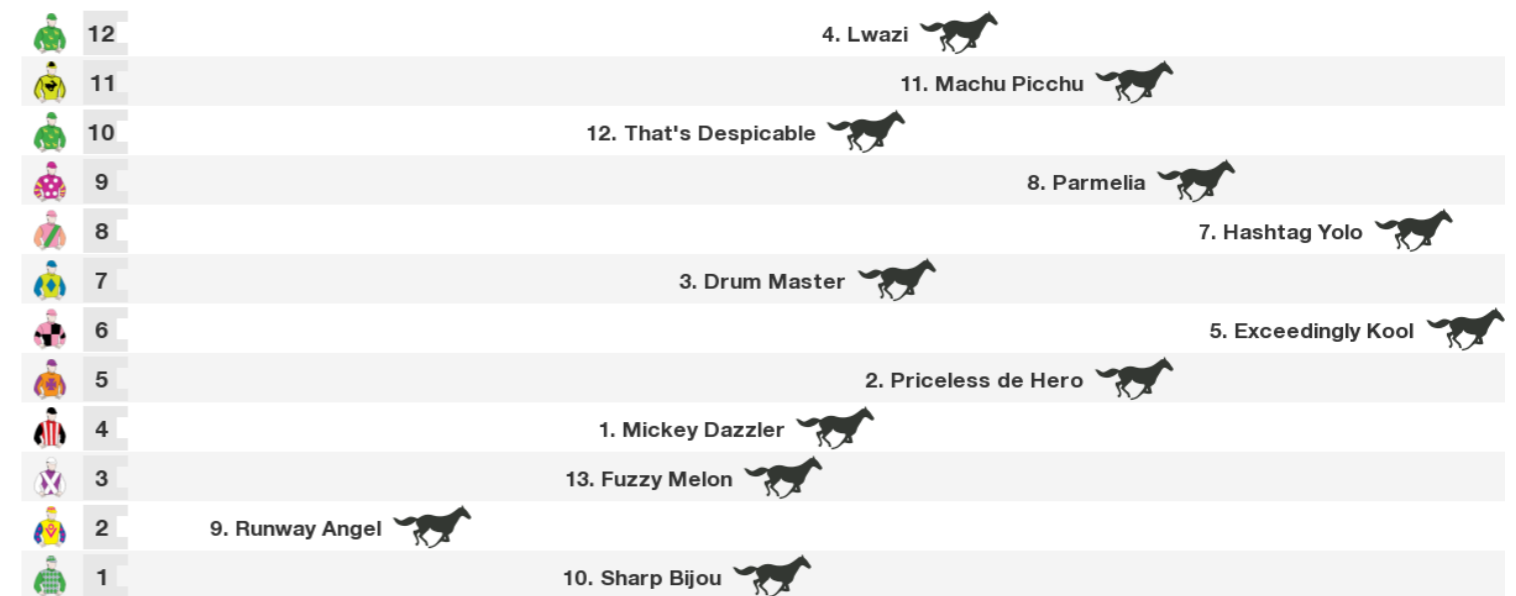 12 4. Lwazi
11 11. Machu Picchu
10 12. That's Despicable
9 8. Parmelia
8 7. Hashtag Yolo
7 3. Drum Master
6 5. Exceedingly Kool
5 2. Priceless de Hero
4 1. Mickey Dazzler
3 13. Fuzzy Melon
2 9. Runway Angel
1 10. Sharp Bijou